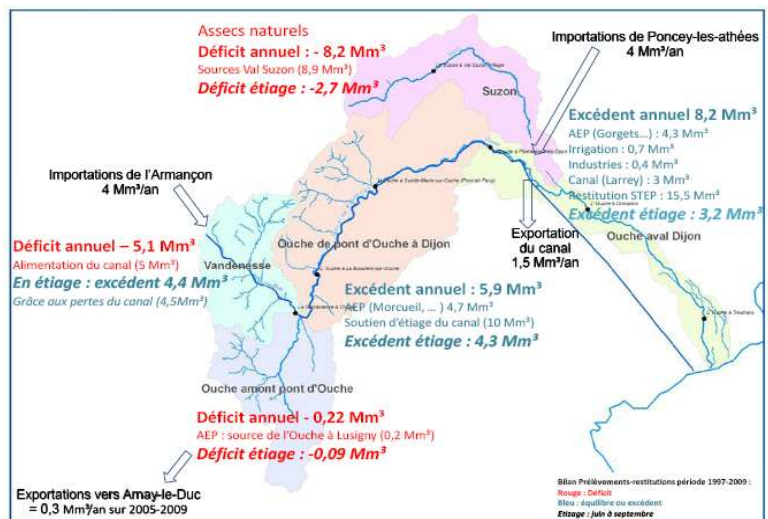 Assecs naturels
Déficit annuel : - 8,2 Mm³
Sources Val Suzon (8,9 Mm³)
Déficit étiage : -2,7 Mm³
Importations de Poncey-les-athées
4 Mm³/an
Suzon
Excédent annuel 8,2 Mm³
AEP (Gorgets...) : 4,3 Mm³
Irrigation : 0,7 Mm³
Industries : 0,4 Mm³
Canal (Larrey) : 3 Mm³
Restitution STEP : 15,5 Mm³
Excédent étiage : 3,2 Mm³
Ouche aval Dijon
Importations de l'Armançon
4 Mm³/an
Exportation
du canal
1,5 Mm³/an
Ouche de pont d'Ouche à Dijon
Déficit annuel – 5,1 Mm³
Alimentation du canal (5 Mm³)
Vandenesse
En étiage : excédent 4,4 Mm³
Grâce aux pertes du canal (4,5Mm³)
Excédent annuel : 5,9 Mm³
AEP (Morcueil, ... ) 4,7 Mm³
Soutien d'étiage du canal (10 Mm³)
Excédent étiage : 4,3 Mm³
Ouche amont pont d'Ouche
Déficit annuel - 0,22 Mm³
AEP : source de l'Ouche à Lusigny (0,2 Mm³)
Déficit étiage : -0,09 Mm³
Exportations vers Arnay-le-Duc
= 0,3 Mm³/an sur 2005-2009
Bilan Prélèvements-restitutions période 1997-2009 :
Rouge : Déficit
Bleu : équilibre ou excédent
Etiage : juin à septembre